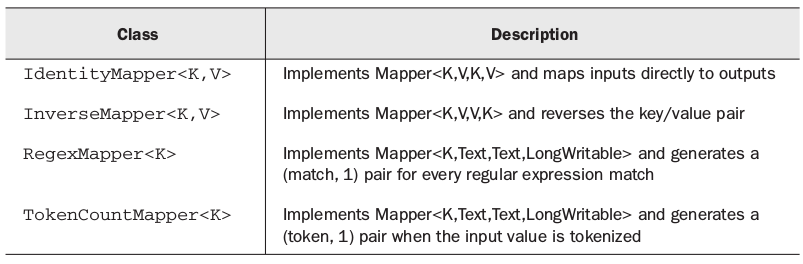 Class Description
IdentityMapper<K,V> Implements Mapper<K,V,K,V> and maps inputs directly to outputs
InverseMapper<K,V> Implements Mapper<K,V,V,K> and reverses the key/value pair
RegexMapper<K> Implements Mapper<K,Text,Text,LongWritable> and generates a
(match, 1) pair for every regular expression match
TokenCountMapper<K> Implements Mapper<K,Text,Text,LongWritable> and generates a
(token, 1) pair when the input value is tokenized